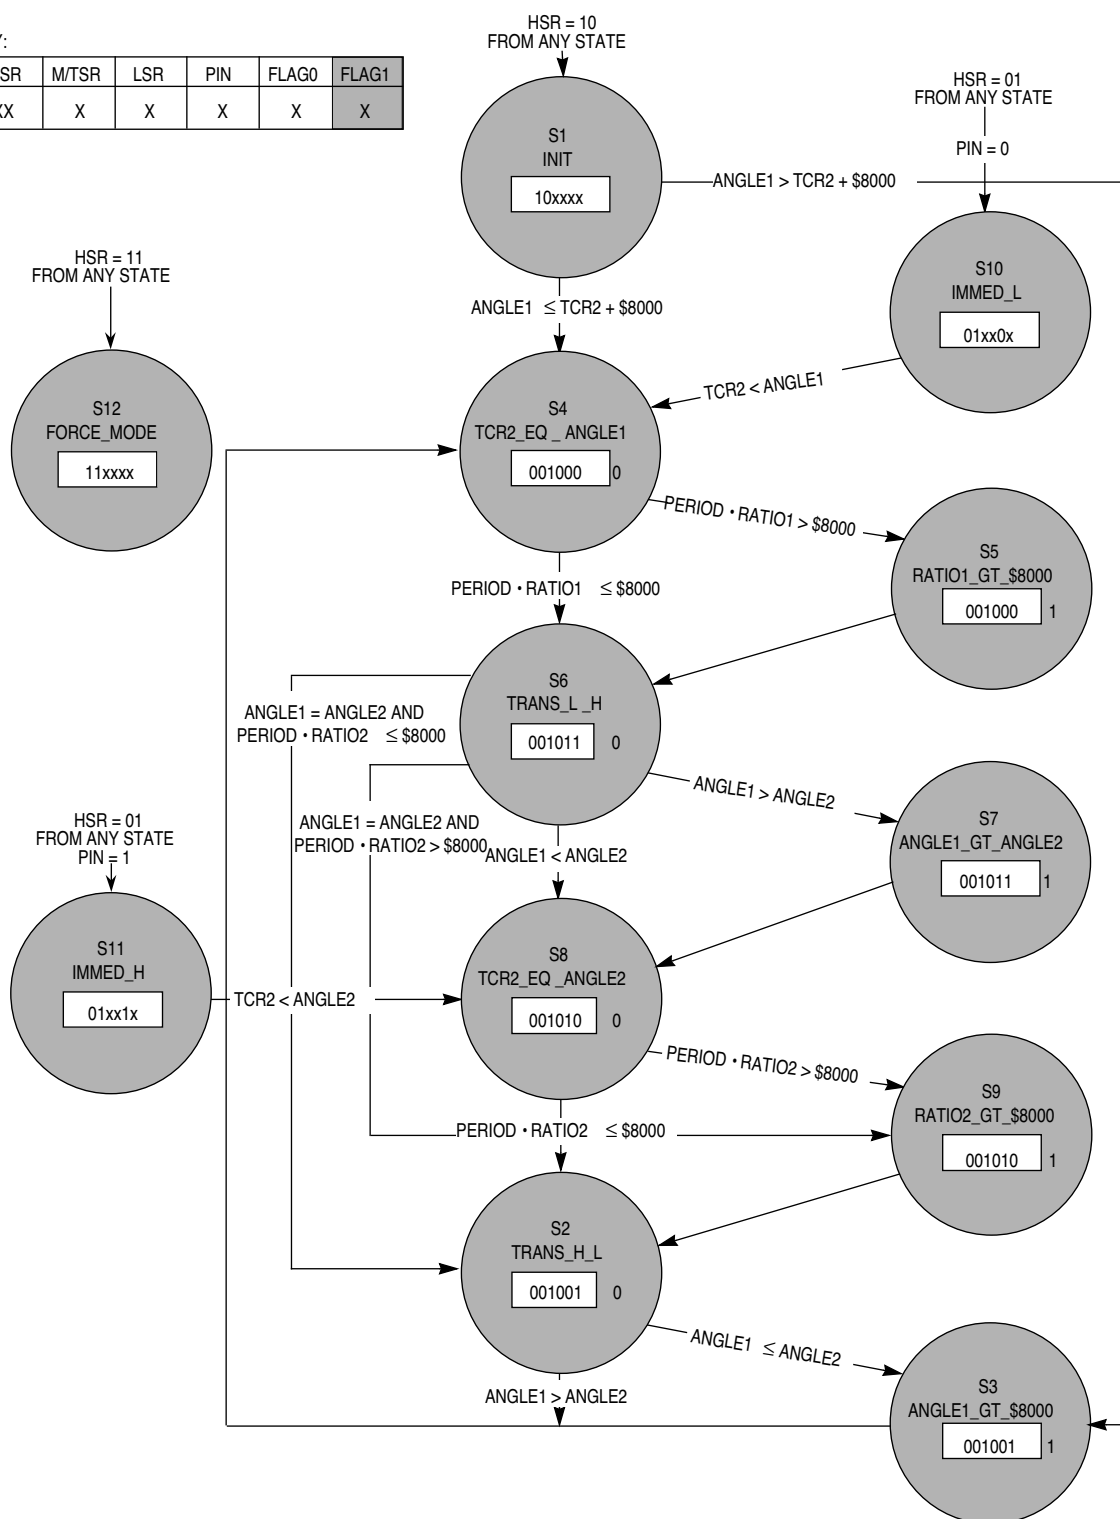 HSR = 10
FROM ANY STATE
Y:
SR M/TSR LSR PIN FLAG0 FLAG1
XX X X X X X
HSR = 01
FROM ANY STATE
PIN = 0
S1
INIT
10xxxx
ANGLE1 > TCR2 + $8000
HSR = 11
FROM ANY STATE
S10
IMMED_L
01xx0x
ANGLE1 ≤ TCR2 + $8000
TCR2 < ANGLE1
S12
FORCE_MODE
11xxxx
S4
TCR2_EQ _ ANGLE1
001000 0
PERIOD • RATIO1 > $8000
S5
RATIO1_GT_$8000
001000 1
PERIOD • RATIO1 ≤ $8000
S6
TRANS_L _H
001011 0
ANGLE1 = ANGLE2 AND
PERIOD • RATIO2 ≤ $8000
ANGLE1 > ANGLE2
S7
ANGLE1_GT_ANGLE2
001011 1
HSR = 01
FROM ANY STATE
PIN = 1
ANGLE1 = ANGLE2 AND
PERIOD • RATIO2 > $8000
ANGLE1 < ANGLE2
S11
IMMED_H
01xx1x
TCR2 < ANGLE2
S8
TCR2_EQ _ANGLE2
001010 0
PERIOD • RATIO2 > $8000
S9
RATIO2_GT_$8000
001010 1
PERIOD • RATIO2 ≤ $8000
S2
TRANS_H_L
001001 0
ANGLE1 ≤ ANGLE2
S3
ANGLE1_GT_$8000
001001 1
ANGLE1 > ANGLE2